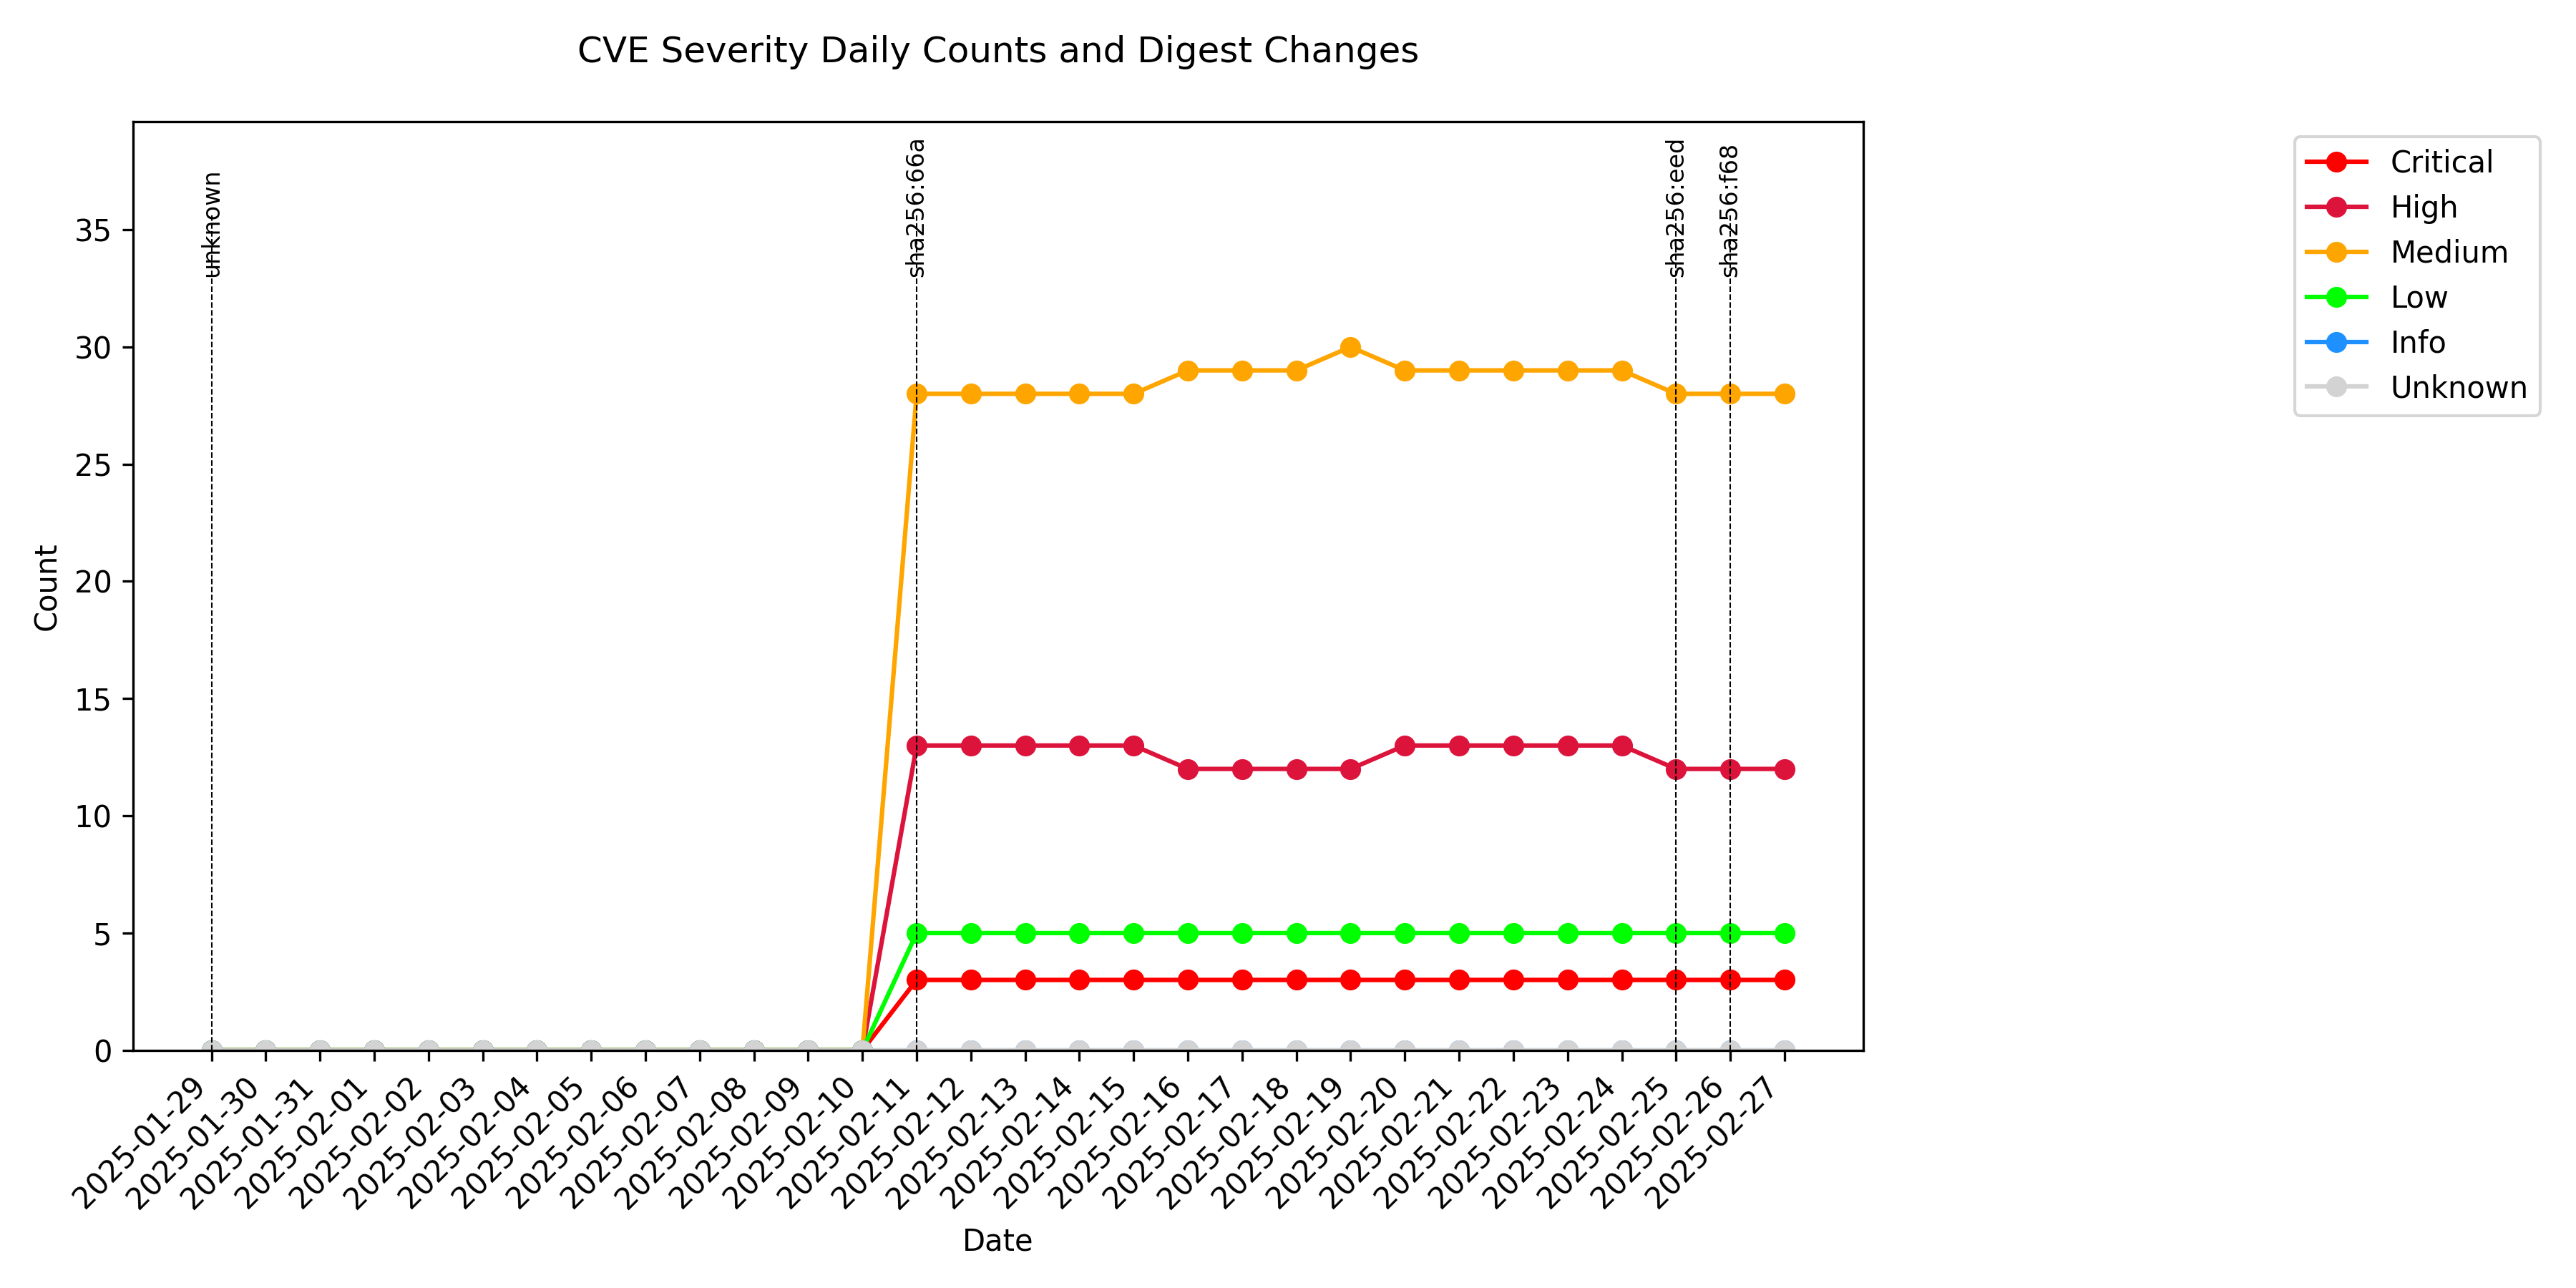 CVE Severity Daily Counts and Digest Changes
unknown
sha256:66a
sha256:eed
sha256:f68
Critical
High
Medium
Low
Info
Unknown
35
30
25
20
15
10
5
0
Count
2025-01-29
2025-01-30
2025-01-31
2025-02-01
2025-02-02
2025-02-03
2025-02-04
2025-02-05
2025-02-06
2025-02-07
2025-02-08
2025-02-09
2025-02-10
2025-02-11
2025-02-12
2025-02-13
2025-02-14
2025-02-15
2025-02-16
2025-02-17
2025-02-18
2025-02-19
2025-02-20
2025-02-21
2025-02-22
2025-02-23
2025-02-24
2025-02-25
2025-02-26
2025-02-27
Date